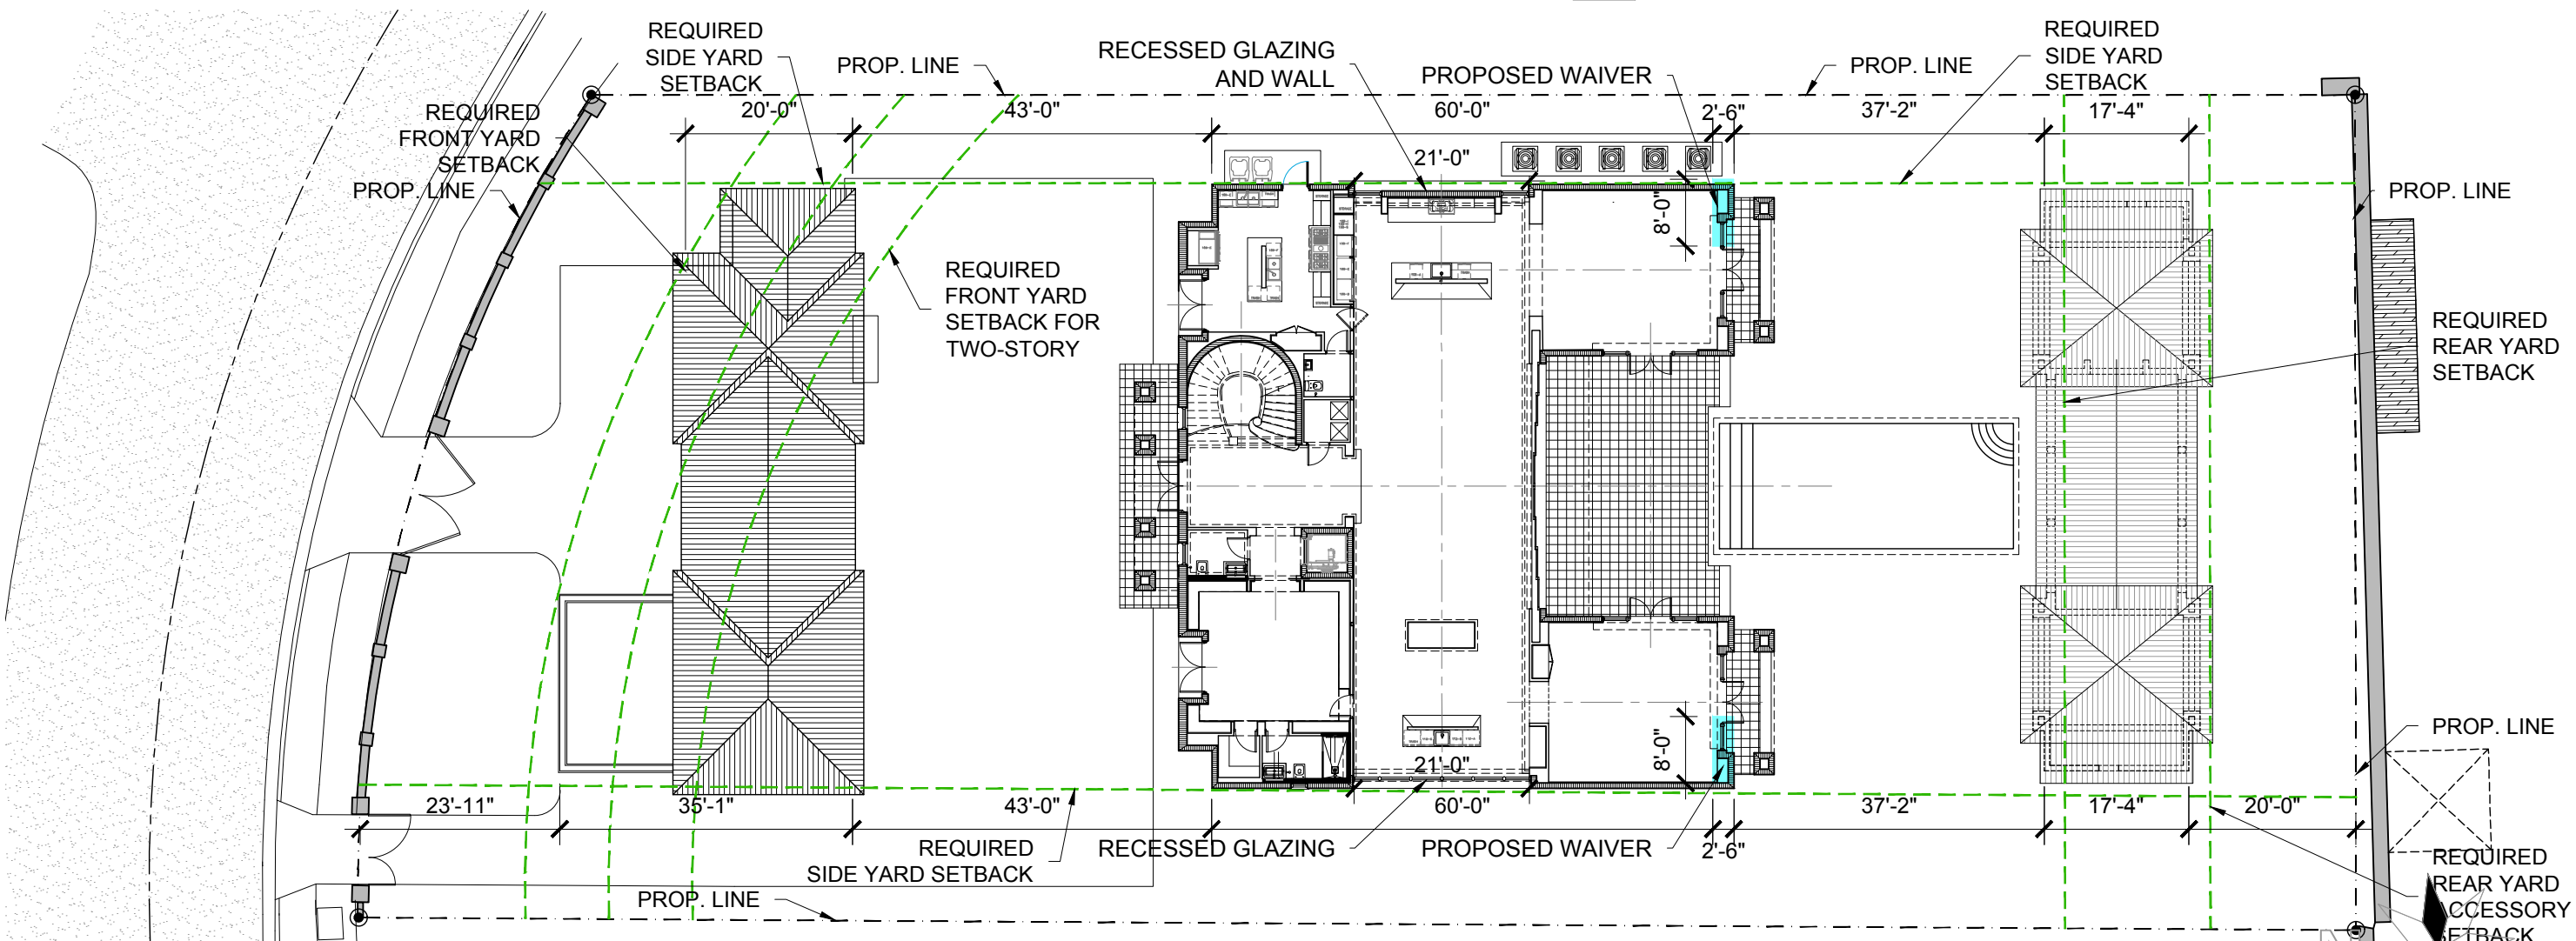 REQUIRED
SIDE YARD
SETBACK
PROP. LINE
RECESSED GLAZING
AND WALL
PROPOSED WAIVER
PROP. LINE
REQUIRED
SIDE YARD
SETBACK
REQUIRED
FRONT YARD
SETBACK
20'-0"
43'-0"
60'-0"
2'-6"
37'-2"
17'-4"
PROP. LINE
21'-0"
8'-0"
PROP. LINE
REQUIRED
FRONT YARD
SETBACK FOR
TWO-STORY
REQUIRED
REAR YARD
SETBACK
PROP. LINE
8'-0"
21'-0"
23'-11"
35'-1"
43'-0"
60'-0"
2'-6"
37'-2"
17'-4"
20'-0"
REQUIRED
SIDE YARD SETBACK
RECESSED GLAZING
PROPOSED WAIVER
PROP. LINE
REQUIRED
REAR YARD
ACCESSORY
SETBACK